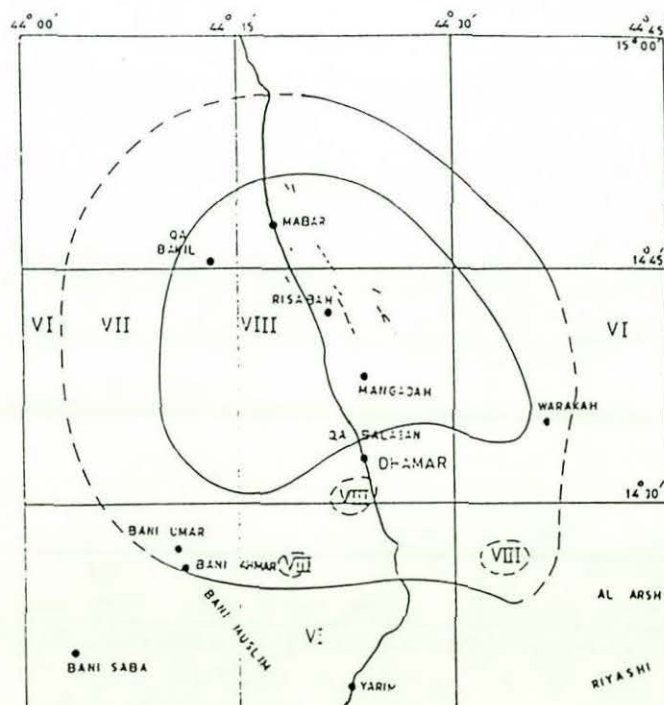 44°00′ 44°15′ 44°30′ 44°45′
15°00′
MABAR
QA
BAKIL
14°45′
RISABAH
VI VII VIII VI
MANGADAH
WARAKAH
QA BALASAN
DHAMAR
VIII
14°30′
BANI UMAR
BANI AHMAR
VIII
VIII
BANI MUSLIM
AL ARSH
VI
BANI SABA
RIYASHI
YARIM